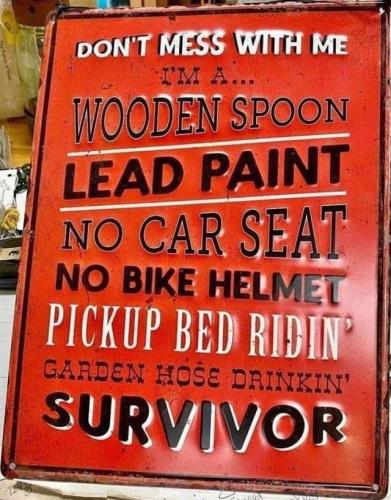 DON'T MESS WITH ME
I'M A...
WOODEN SPOON
LEAD PAINT
NO CAR SEAT
NO BIKE HELMET
PICKUP BED RIDIN'
GARDEN HOSE DRINKIN'
SURVIVOR